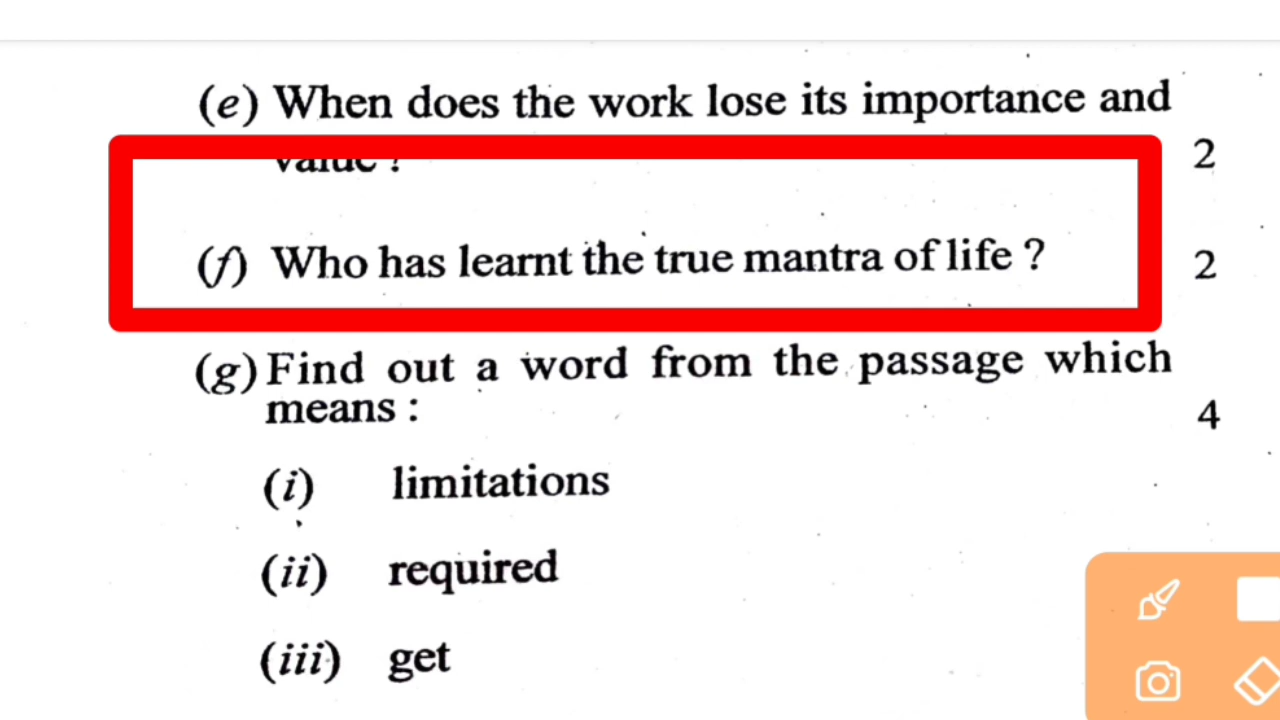 (e) When does the work lose its importance and
value ? 2
(f) Who has learnt the true mantra of life ? 2
(g) Find out a word from the passage which
means : 4
(i) limitations
(ii) required
(iii) get